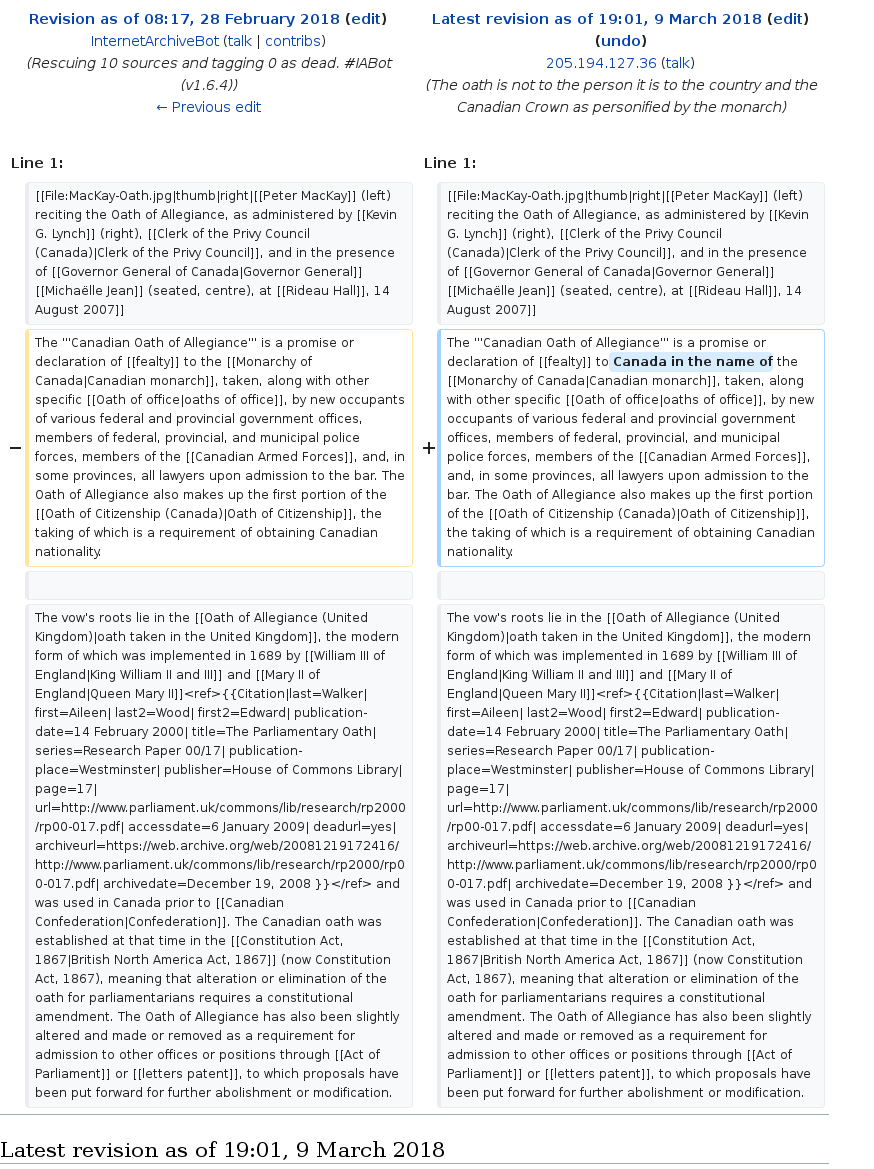 Revision as of 08:17, 28 February 2018 (edit)
InternetArchiveBot (talk | contribs)
(Rescuing 10 sources and tagging 0 as dead. #IABot
(v1.6.4))
← Previous edit
Latest revision as of 19:01, 9 March 2018 (edit)
(undo)
205.194.127.36 (talk)
(The oath is not to the person it is to the country and the
Canadian Crown as personified by the monarch)
Line 1:
[[File:MacKay-Oath.jpg|thumb|right|[[Peter MacKay]] (left)
reciting the Oath of Allegiance, as administered by [[Kevin
G. Lynch]] (right), [[Clerk of the Privy Council
(Canada)|Clerk of the Privy Council]], and in the presence
of [[Governor General of Canada|Governor General]]
[[Michaëlle Jean]] (seated, centre), at [[Rideau Hall]], 14
August 2007]]
−
The '''Canadian Oath of Allegiance''' is a promise or
declaration of [[fealty]] to the [[Monarchy of
Canada|Canadian monarch]], taken, along with other
specific [[Oath of office|oaths of office]], by new occupants
of various federal and provincial government offices,
members of federal, provincial, and municipal police
forces, members of the [[Canadian Armed Forces]], and, in
some provinces, all lawyers upon admission to the bar. The
Oath of Allegiance also makes up the first portion of the
[[Oath of Citizenship (Canada)|Oath of Citizenship]], the
taking of which is a requirement of obtaining Canadian
nationality.
The vow's roots lie in the [[Oath of Allegiance (United
Kingdom)|oath taken in the United Kingdom]], the modern
form of which was implemented in 1689 by [[William III of
England|King William II and III]] and [[Mary II of
England|Queen Mary II]]<ref>{{Citation|last=Walker|
first=Aileen| last2=Wood| first2=Edward| publication-
date=14 February 2000| title=The Parliamentary Oath|
series=Research Paper 00/17| publication-
place=Westminster| publisher=House of Commons Library|
page=17|
url=http://www.parliament.uk/commons/lib/research/rp2000
/rp00-017.pdf| accessdate=6 January 2009| deadurl=yes|
archiveurl=https://web.archive.org/web/20081219172416/
http://www.parliament.uk/commons/lib/research/rp2000/rp0
0-017.pdf| archivedate=December 19, 2008 }}</ref> and
was used in Canada prior to [[Canadian
Confederation|Confederation]]. The Canadian oath was
established at that time in the [[Constitution Act,
1867|British North America Act, 1867]] (now Constitution
Act, 1867), meaning that alteration or elimination of the
oath for parliamentarians requires a constitutional
amendment. The Oath of Allegiance has also been slightly
altered and made or removed as a requirement for
admission to other offices or positions through [[Act of
Parliament]] or [[letters patent]], to which proposals have
been put forward for further abolishment or modification.
Line 1:
[[File:MacKay-Oath.jpg|thumb|right|[[Peter MacKay]] (left)
reciting the Oath of Allegiance, as administered by [[Kevin
G. Lynch]] (right), [[Clerk of the Privy Council
(Canada)|Clerk of the Privy Council]], and in the presence
of [[Governor General of Canada|Governor General]]
[[Michaëlle Jean]] (seated, centre), at [[Rideau Hall]], 14
August 2007]]
+
The '''Canadian Oath of Allegiance''' is a promise or
declaration of [[fealty]] to Canada in the name of the
[[Monarchy of Canada|Canadian monarch]], taken, along
with other specific [[Oath of office|oaths of office]], by new
occupants of various federal and provincial government
offices, members of federal, provincial, and municipal
police forces, members of the [[Canadian Armed Forces]],
and, in some provinces, all lawyers upon admission to the
bar. The Oath of Allegiance also makes up the first portion
of the [[Oath of Citizenship (Canada)|Oath of Citizenship]],
the taking of which is a requirement of obtaining Canadian
nationality.
The vow's roots lie in the [[Oath of Allegiance (United
Kingdom)|oath taken in the United Kingdom]], the modern
form of which was implemented in 1689 by [[William III of
England|King William II and III]] and [[Mary II of
England|Queen Mary II]]<ref>{{Citation|last=Walker|
first=Aileen| last2=Wood| first2=Edward| publication-
date=14 February 2000| title=The Parliamentary Oath|
series=Research Paper 00/17| publication-
place=Westminster| publisher=House of Commons Library|
page=17|
url=http://www.parliament.uk/commons/lib/research/rp2000
/rp00-017.pdf| accessdate=6 January 2009| deadurl=yes|
archiveurl=https://web.archive.org/web/20081219172416/
http://www.parliament.uk/commons/lib/research/rp2000/rp0
0-017.pdf| archivedate=December 19, 2008 }}</ref> and
was used in Canada prior to [[Canadian
Confederation|Confederation]]. The Canadian oath was
established at that time in the [[Constitution Act,
1867|British North America Act, 1867]] (now Constitution
Act, 1867), meaning that alteration or elimination of the
oath for parliamentarians requires a constitutional
amendment. The Oath of Allegiance has also been slightly
altered and made or removed as a requirement for
admission to other offices or positions through [[Act of
Parliament]] or [[letters patent]], to which proposals have
been put forward for further abolishment or modification.
Latest revision as of 19:01, 9 March 2018